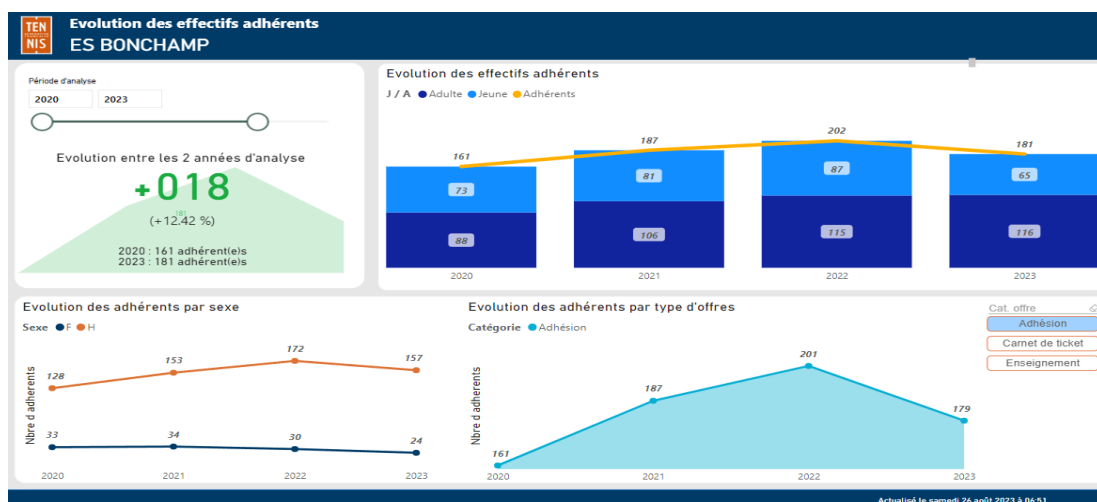 TEN
NIS
Evolution des effectifs adhérents
ES BONCHAMP
Période d'analyse
2020 2023
Evolution entre les 2 années d'analyse
+018
181
(+12.42 %)
2020 : 161 adhérent(e)s
2023 : 181 adhérent(e)s
Evolution des effectifs adhérents
J / A Adulte Jeune Adhérents
161 187 202 181
73 81 87 65
88 106 115 116
2020 2021 2022 2023
Evolution des adhérents par sexe
Sexe F H
Nbre d adherents
128 153 172 157
33 34 30 24
2020 2021 2022 2023
Evolution des adhérents par type d'offres
Catégorie Adhésion
Nbre d adherents
161 187 201 179
2020 2021 2022 2023
Cat. offre
Adhésion
Carnet de ticket
Enseignement
Actualisé le samedi 26 août 2023 à 06:51